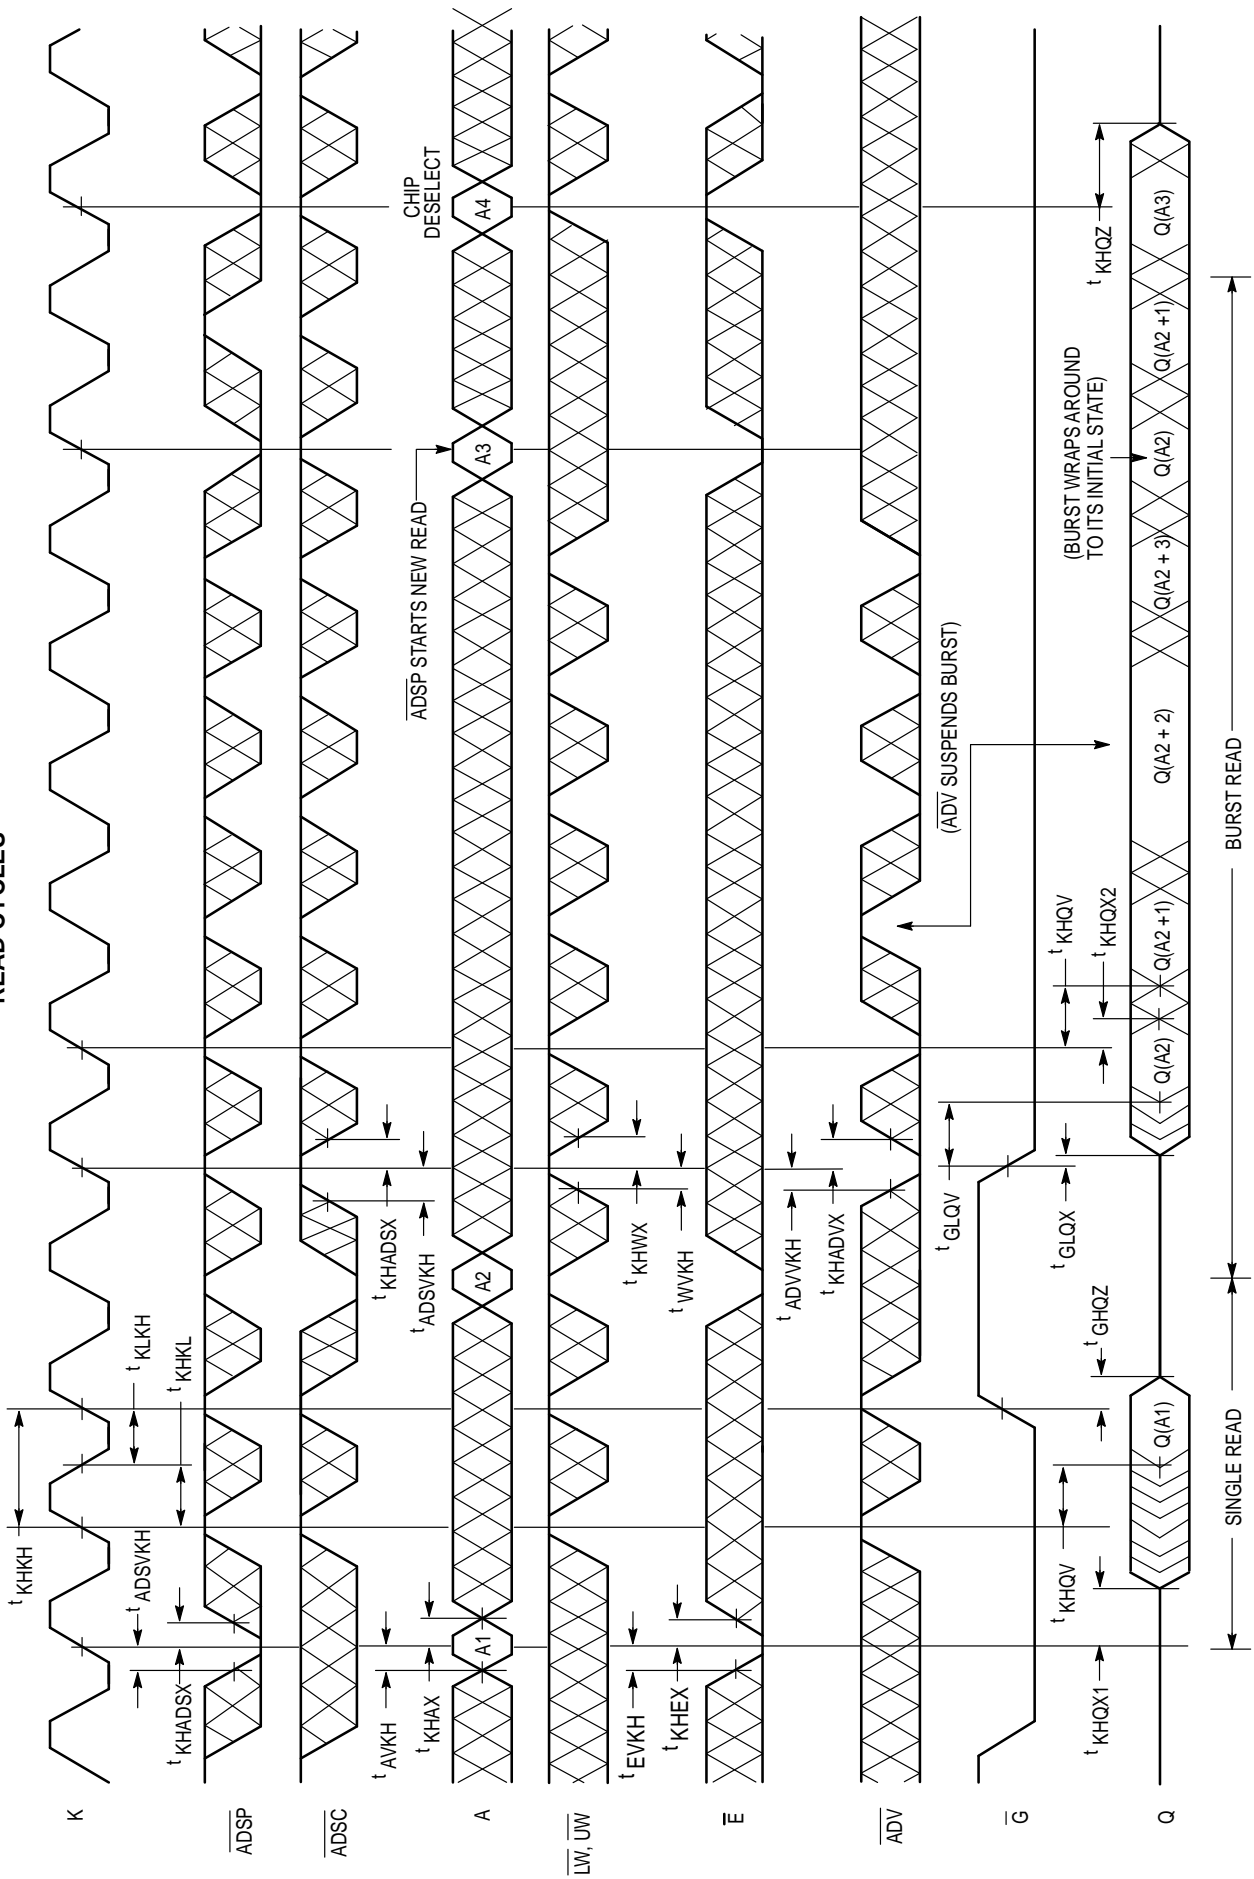 READ CYCLES
t KHKH
K
t ADSVKH
t KLKH
t KHADSX
t KHKL
ADSP
ADSC
t AVKH
t KHADSX
t KHAX
t ADSVKH
ADSP STARTS NEW READ
CHIP
DESELECT
A
A1
A2
A3
A4
LW, UW
t EVKH
t KHWX
t KHEX
t WVKH
E
t ADVVKH
t KHADVX
ADV
(ADV SUSPENDS BURST)
t GLQV
G
t GLQX
t KHQV
t KHQV
(BURST WRAPS AROUND
TO ITS INITIAL STATE)
t KHQX1
t GHQZ
t KHQX2
t KHQZ
Q
Q(A1)
Q(A2)
Q(A2 +1)
Q(A2 + 2)
Q(A2 + 3)
Q(A2)
Q(A2 +1)
Q(A3)
SINGLE READ
BURST READ